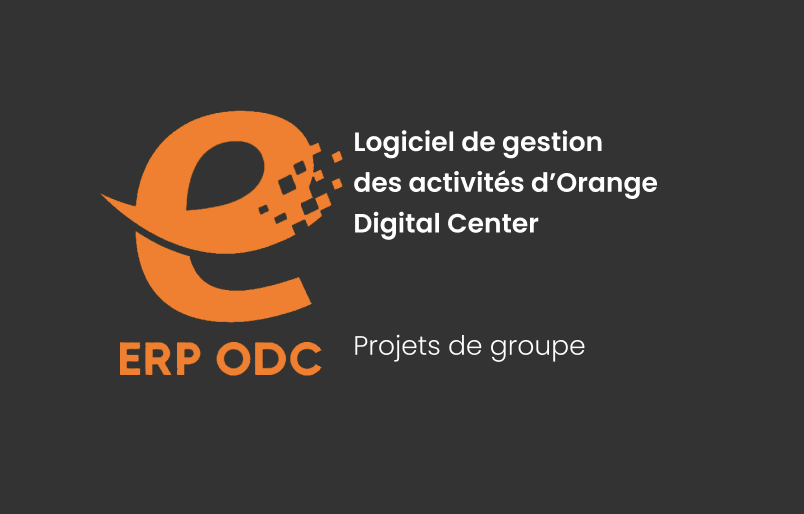 Logiciel de gestion
des activités d’Orange
Digital Center
Projets de groupe
ERP ODC